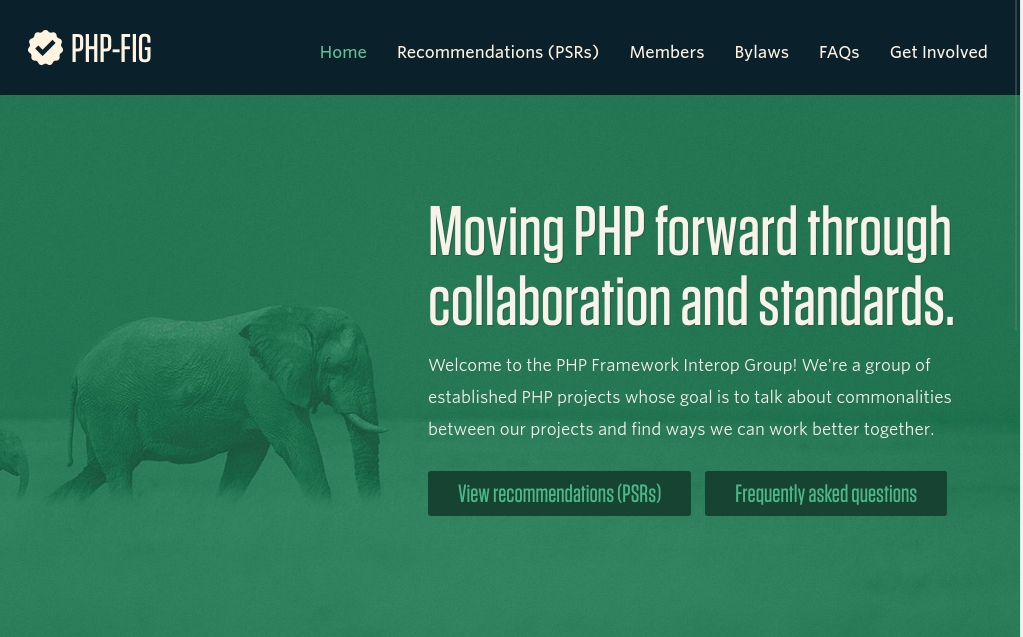 PHP-FIG
Home Recommendations (PSRs) Members Bylaws FAQs Get Involved
Moving PHP forward through
collaboration and standards.
Welcome to the PHP Framework Interop Group! We're a group of
established PHP projects whose goal is to talk about commonalities
between our projects and find ways we can work better together.
View recommendations (PSRs) Frequently asked questions